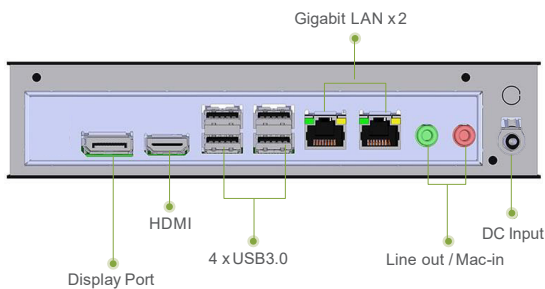 Gigabit LAN x 2
HDMI
DC Input
4 x USB3.0
Line out / Mac-in
Display Port